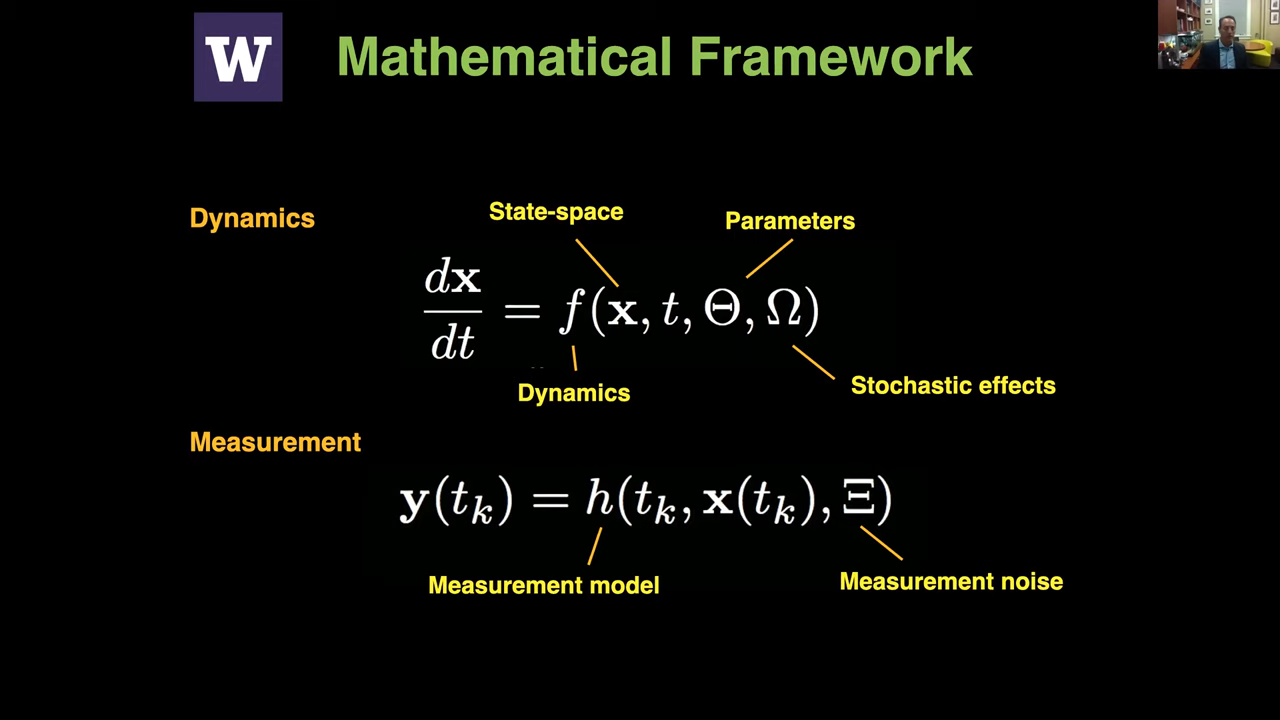 W
Mathematical Framework
Dynamics
State-space
Parameters
dx/dt = f(x, t, Θ, Ω)
Dynamics
Stochastic effects
Measurement
y(t_k) = h(t_k, x(t_k), Ξ)
Measurement model
Measurement noise